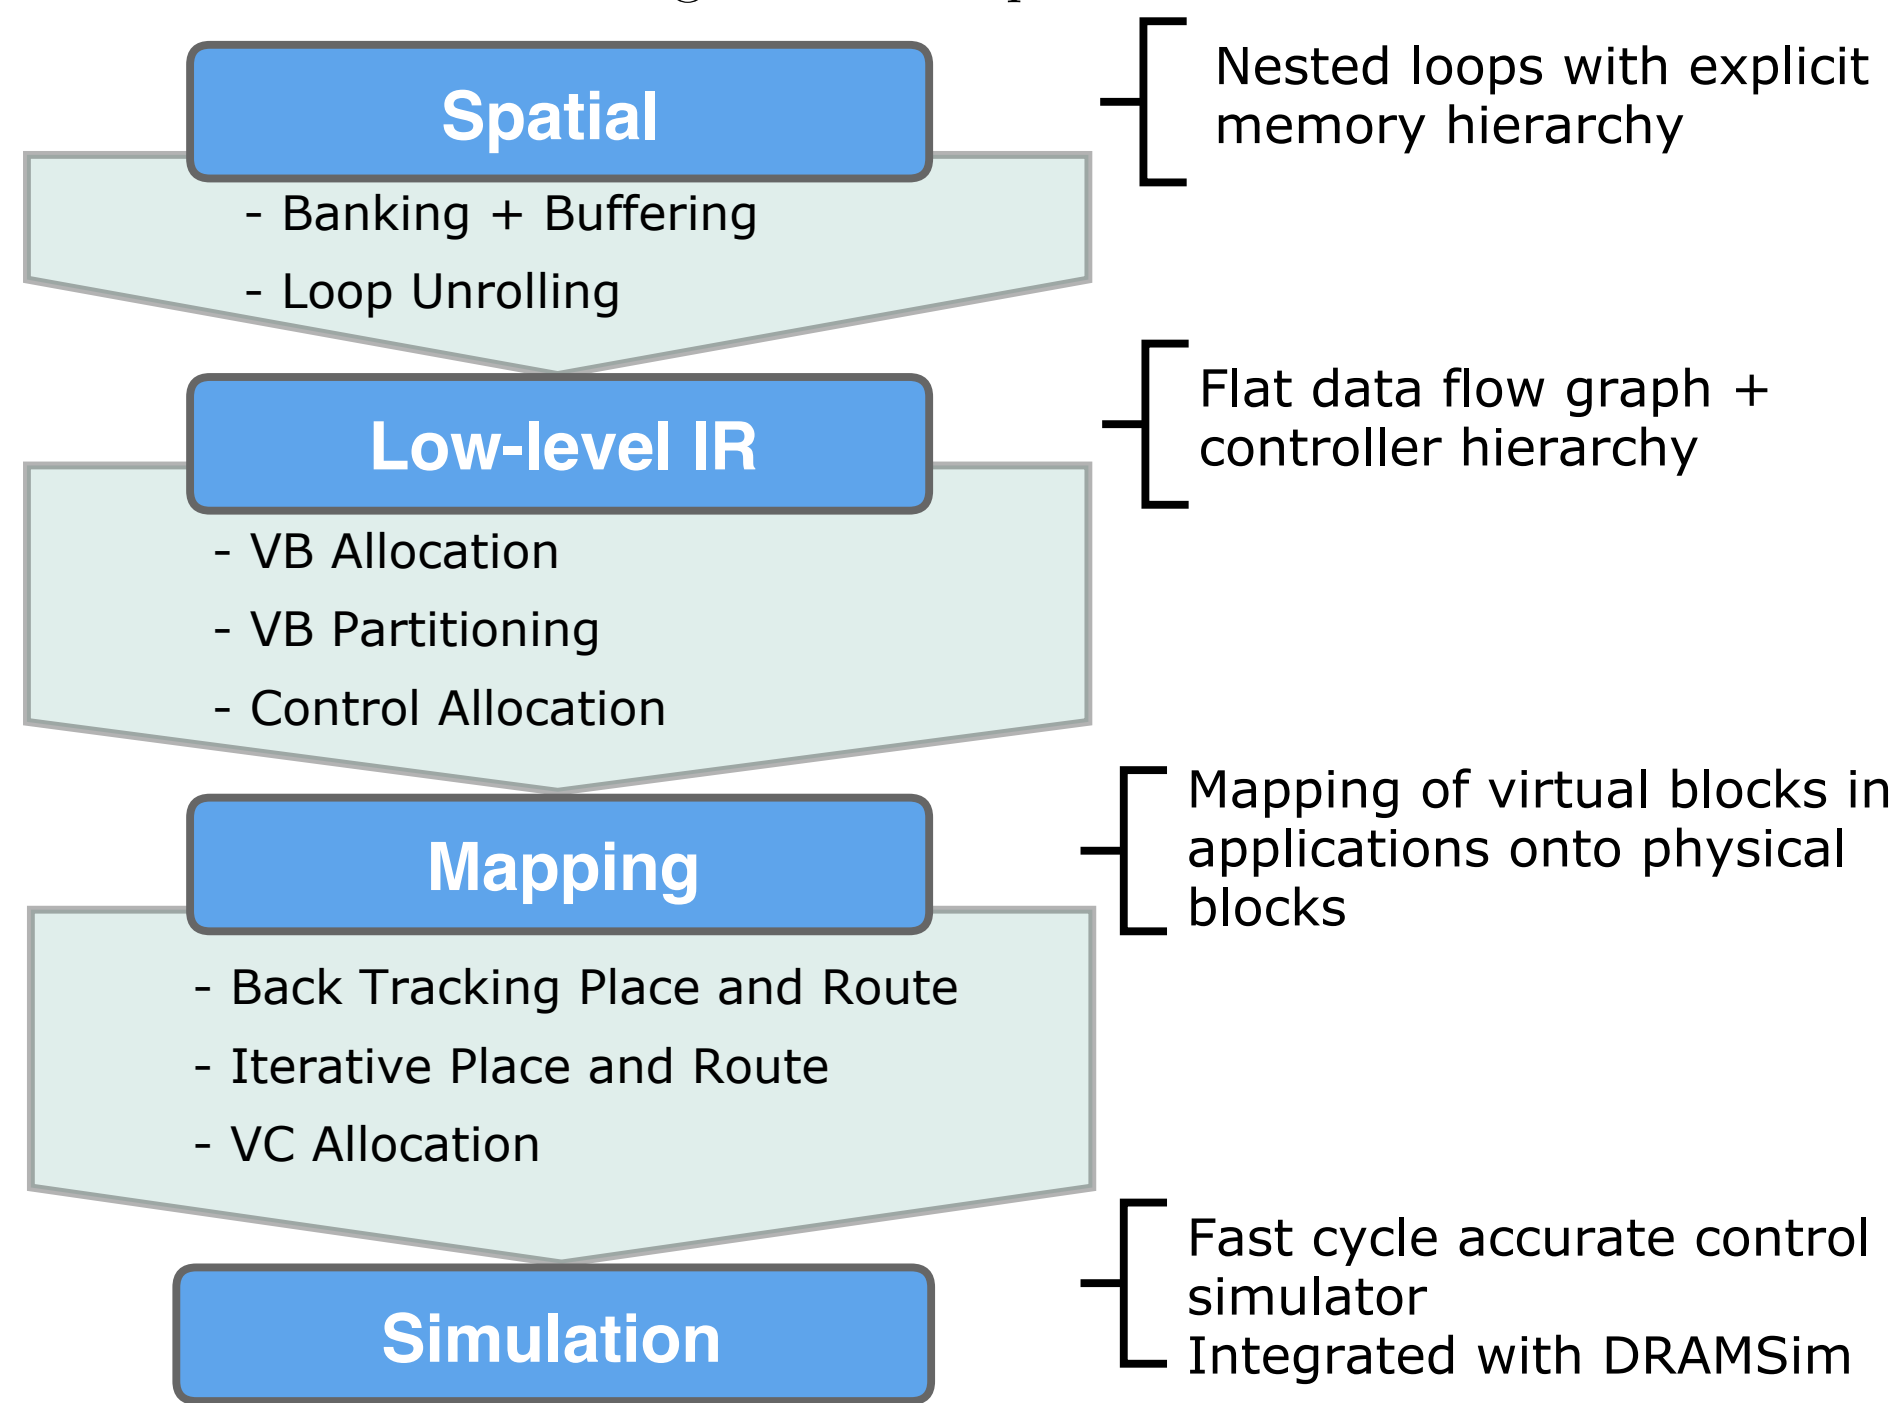 Spatial
Nested loops with explicit
memory hierarchy
- Banking + Buffering
- Loop Unrolling
Low-level IR
Flat data flow graph +
controller hierarchy
- VB Allocation
- VB Partitioning
- Control Allocation
Mapping
Mapping of virtual blocks in
applications onto physical
blocks
- Back Tracking Place and Route
- Iterative Place and Route
- VC Allocation
Simulation
Fast cycle accurate control
simulator
Integrated with DRAMSim